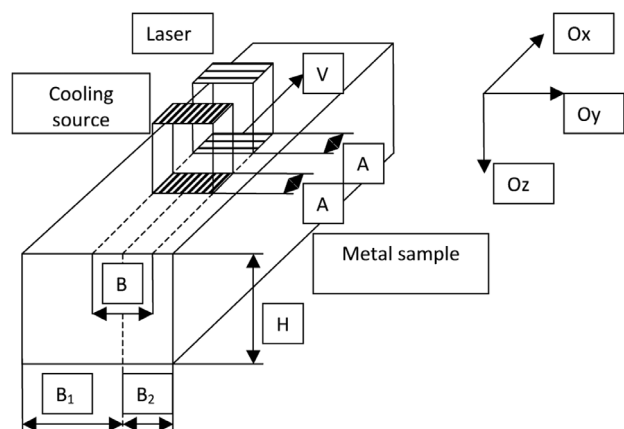 Laser
Ox
V
Cooling
source
Oy
A
Oz
A
Metal sample
B
H
B₁
B₂